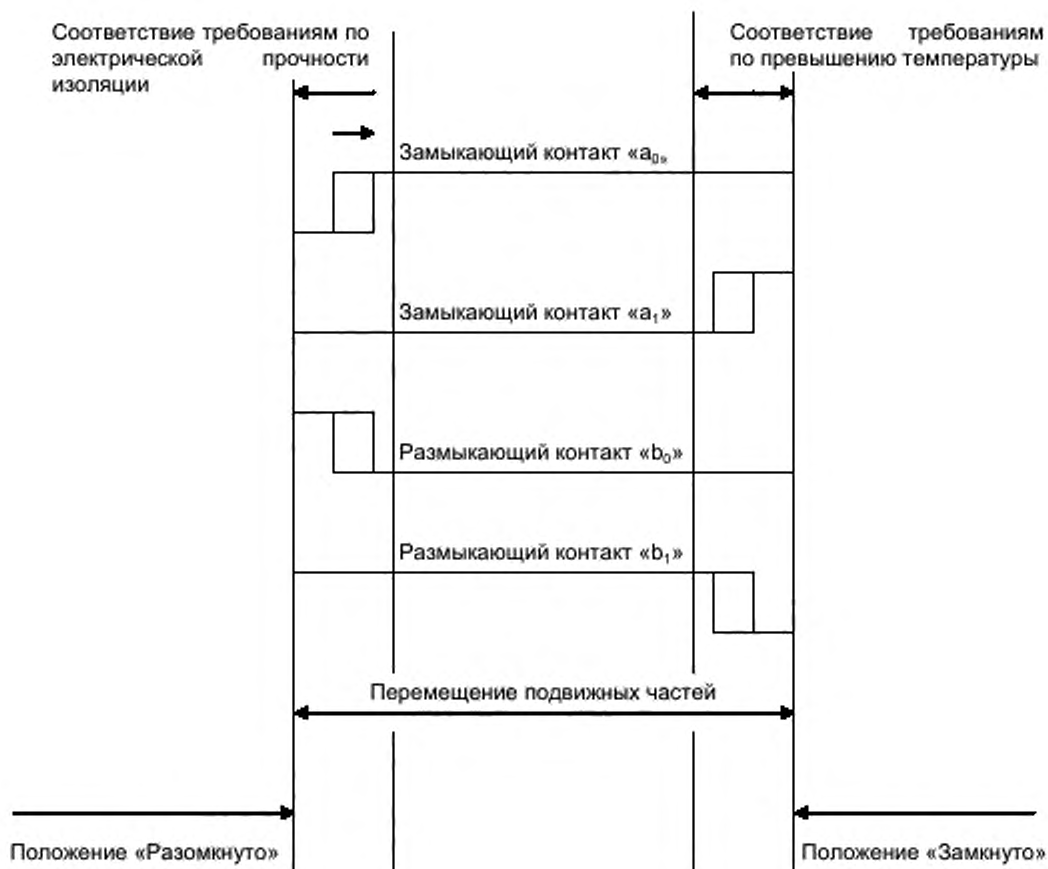 Соответствие требованиям по
электрической прочности
изоляции
Соответствие требованиям
по превышению температуры
Замыкающий контакт «a₀»
Замыкающий контакт «a₁»
Размыкающий контакт «b₀»
Размыкающий контакт «b₁»
Перемещение подвижных частей
Положение «Разомкнуто»
Положение «Замкнуто»